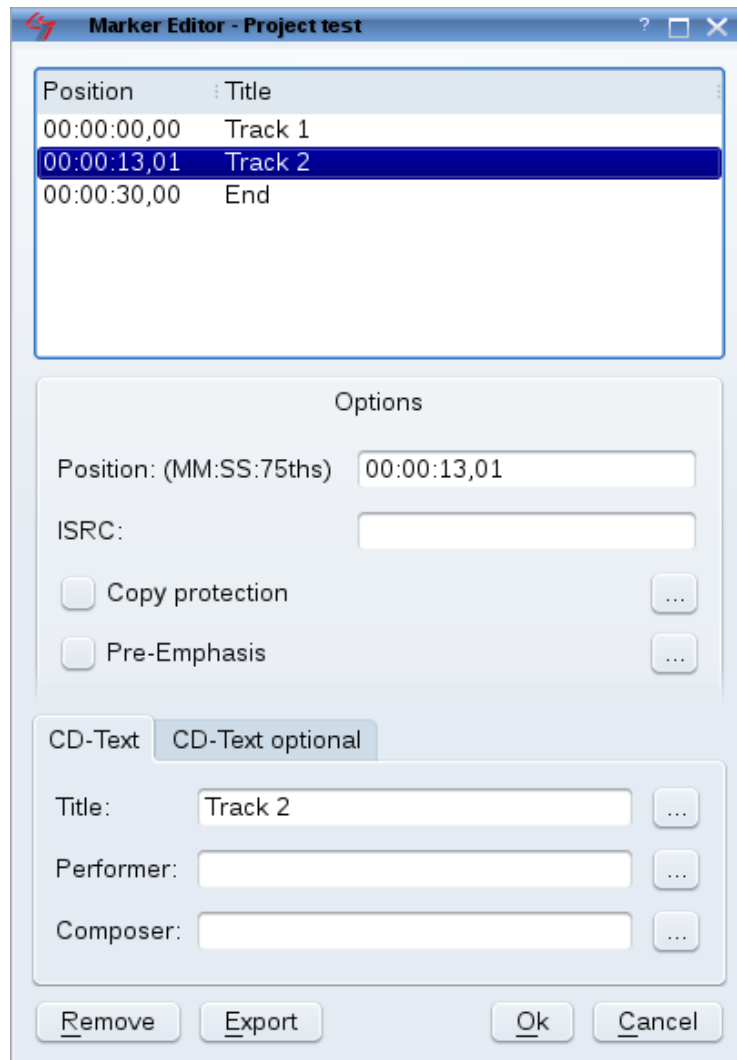 Marker Editor - Project test ?
Position Title
00:00:00,00 Track 1
00:00:13,01 Track 2
00:00:30,00 End
Options
Position: (MM:SS:75ths) 00:00:13,01
ISRC:
Copy protection ...
Pre-Emphasis ...
CD-Text CD-Text optional
Title: Track 2 ...
Performer: ...
Composer: ...
Remove Export Ok Cancel